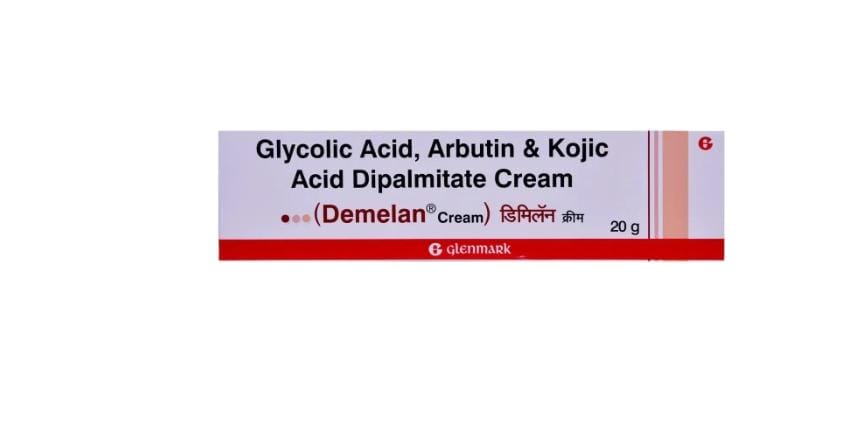 Glycolic Acid, Arbutin & Kojic
Acid Dipalmitate Cream
(Demelan® Cream) डिमिलॅन क्रीम 20 g
GLENMARK